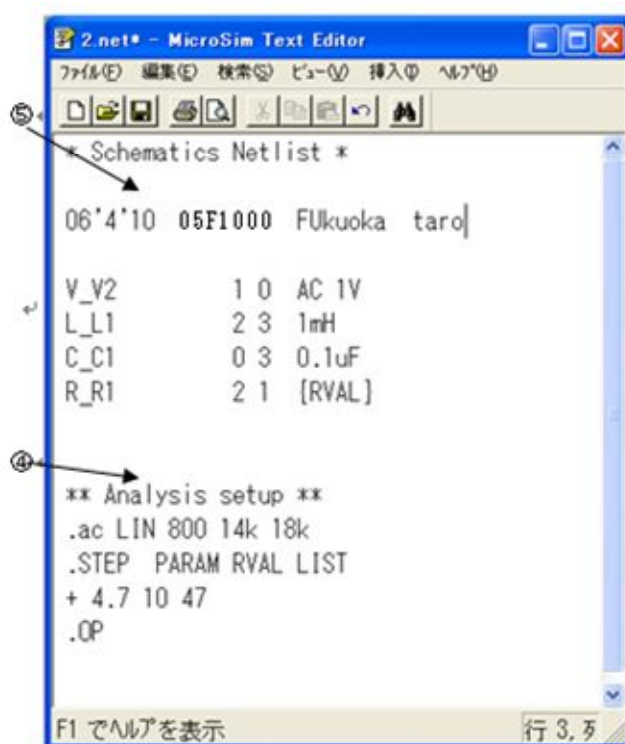 2.net* - MicroSim Text Editor
ファイル(F) 編集(E) 検索(S) ビュー(V) 挿入(I) ヘルプ(H)
⑤
* Schematics Netlist *
06'4'10 05F1000 FUkuoka taro
V_V2 1 0 AC 1V
L_L1 2 3 1mH
C_C1 0 3 0.1uF
R_R1 2 1 [RVAL]
④
** Analysis setup **
.ac LIN 800 14k 18k
.STEP PARAM RVAL LIST
+ 4.7 10 47
.OP
F1 でヘルプを表示 行 3,